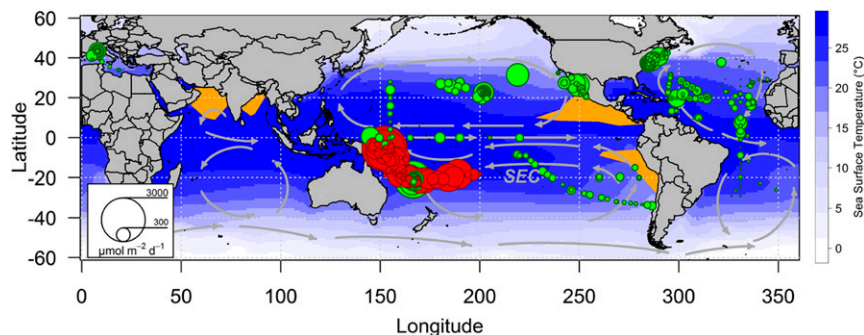 60
40
20
0
-20
-40
-60
Latitude
SEC
3000
300
µmol m⁻² d⁻¹
0 50 100 150 200 250 300 350
Longitude
25
20
15
10
5
0
Sea Surface Temperature (°C)